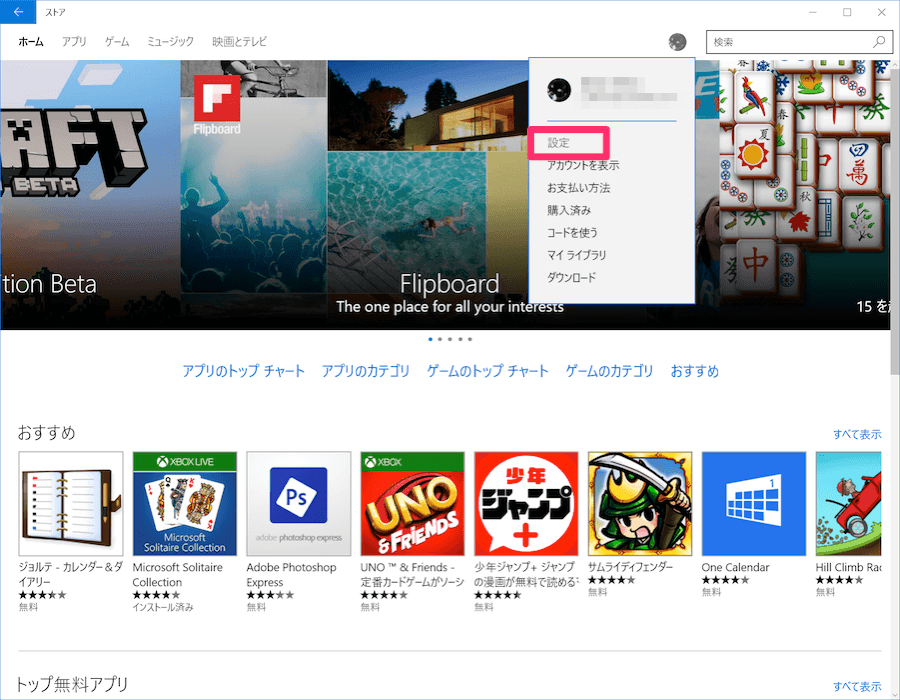 ストア
ホーム
アプリ
ゲーム
ミュージック
映画とテレビ
検索
AFT
-BETA
tion Beta
Flipboard
Flipboard
The one place for all your interests
設定
アカウントを表示
お支払い方法
購入済み
コードを使う
マイ ライブラリ
ダウンロード
夏
春
秋
萬
中
15 を
アプリのトップ チャート
アプリのカテゴリ
ゲームのトップ チャート
ゲームのカテゴリ
おすすめ
おすすめ
すべて表示
ジョルテ - カレンダー＆ダ
イアリー
無料
XBOX LIVE
Microsoft
Solitaire Collection
Microsoft Solitaire
Collection
インストール済み
Ps
adobe photoshop express
Adobe Photoshop
Express
無料
XBOX
UNO
& FRIENDS
UNO ™ & Friends -
定番カードゲームがソーシ
無料
少年
ジャンプ
+
少年ジャンプ+ ジャンプ
の漫画が無料で読める
無料
サムライディフェンダー
無料
1
One Calendar
無料
Hill Climb Rac
無料
トップ無料アプリ
すべて表示